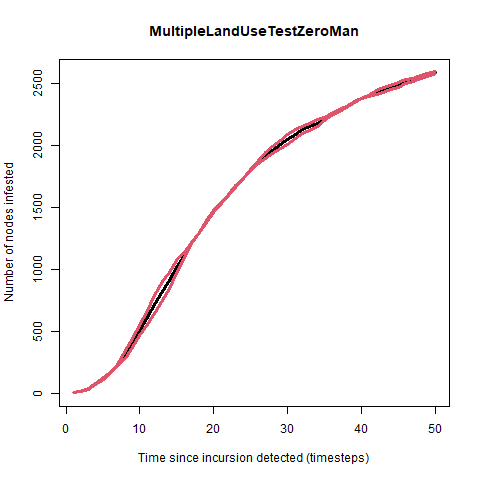 MultipleLandUseTestZeroMan
Number of nodes infested
2500
2000
1500
1000
500
0
0 10 20 30 40 50
Time since incursion detected (timesteps)